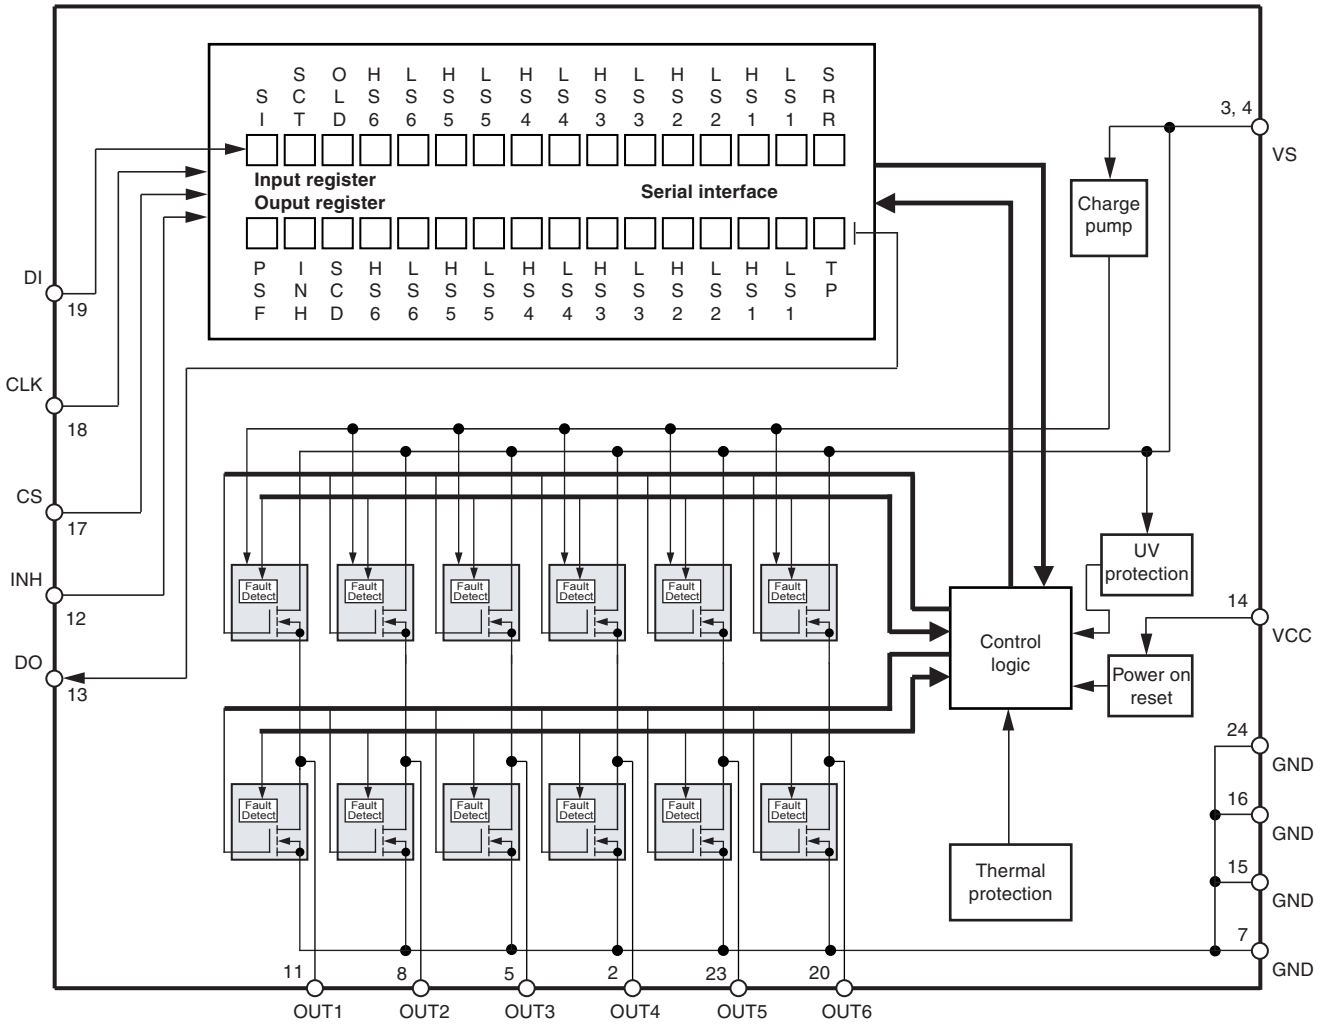 S O H L H L H L H L H L H L S
S C L S S S S S S S S S S S S R
I T D 6 6 5 5 4 4 3 3 2 2 1 1 R
Input register
Serial interface
Ouput register
P I S H L H L H L H L H L H L T
S N C S S S S S S S S S S S S P
F H D 6 6 5 5 4 4 3 3 2 2 1 1
3, 4
VS
Charge
pump
DI
19
CLK
18
CS
17
INH
12
DO
13
UV
protection
14
VCC
Power on
reset
Control
logic
Fault
Detect
Fault
Detect
Fault
Detect
Fault
Detect
Fault
Detect
Fault
Detect
24
GND
16
GND
15
GND
7
GND
Fault
Detect
Fault
Detect
Fault
Detect
Fault
Detect
Fault
Detect
Fault
Detect
Thermal
protection
11
8
5
2
23
20
OUT1
OUT2
OUT3
OUT4
OUT5
OUT6